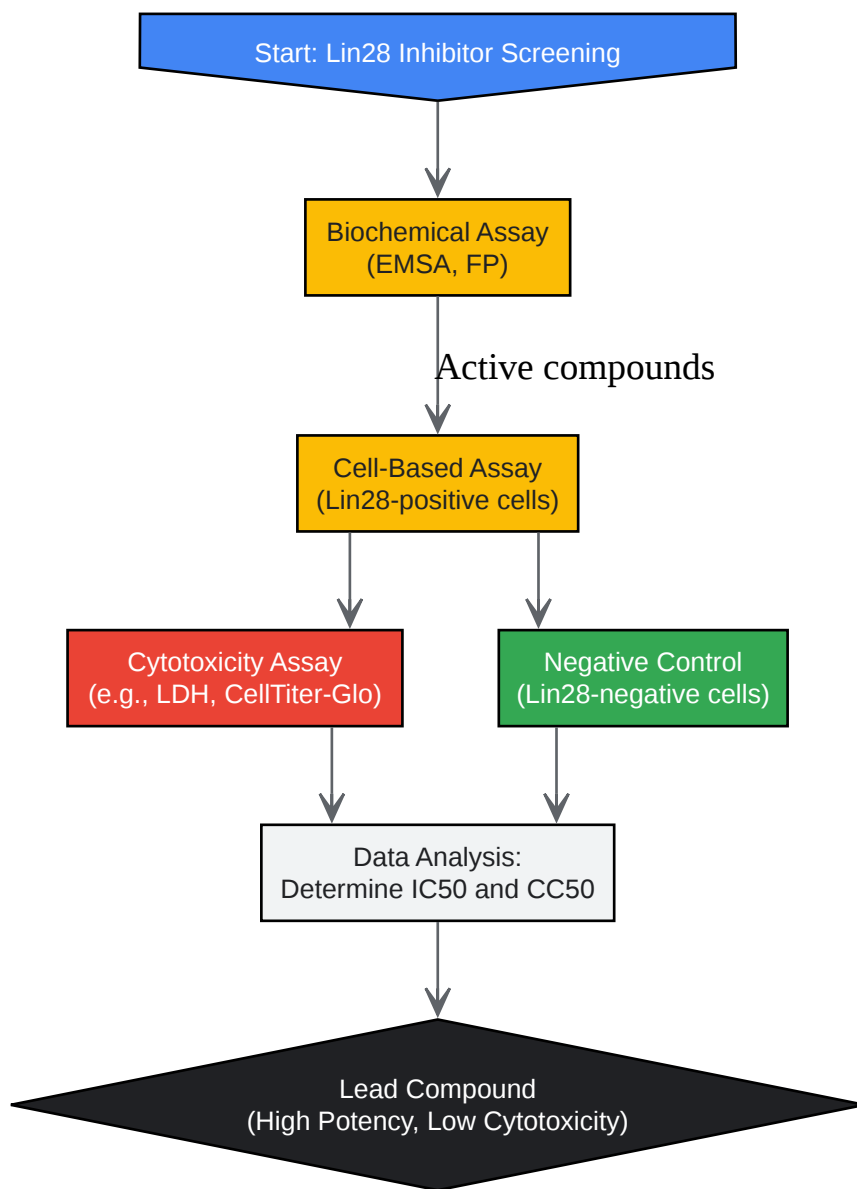 Start: Lin28 Inhibitor Screening
Biochemical Assay
(EMSA, FP)
Active compounds
Cell-Based Assay
(Lin28-positive cells)
Cytotoxicity Assay
(e.g., LDH, CellTiter-Glo)
Negative Control
(Lin28-negative cells)
Data Analysis:
Determine IC50 and CC50
Lead Compound
(High Potency, Low Cytotoxicity)